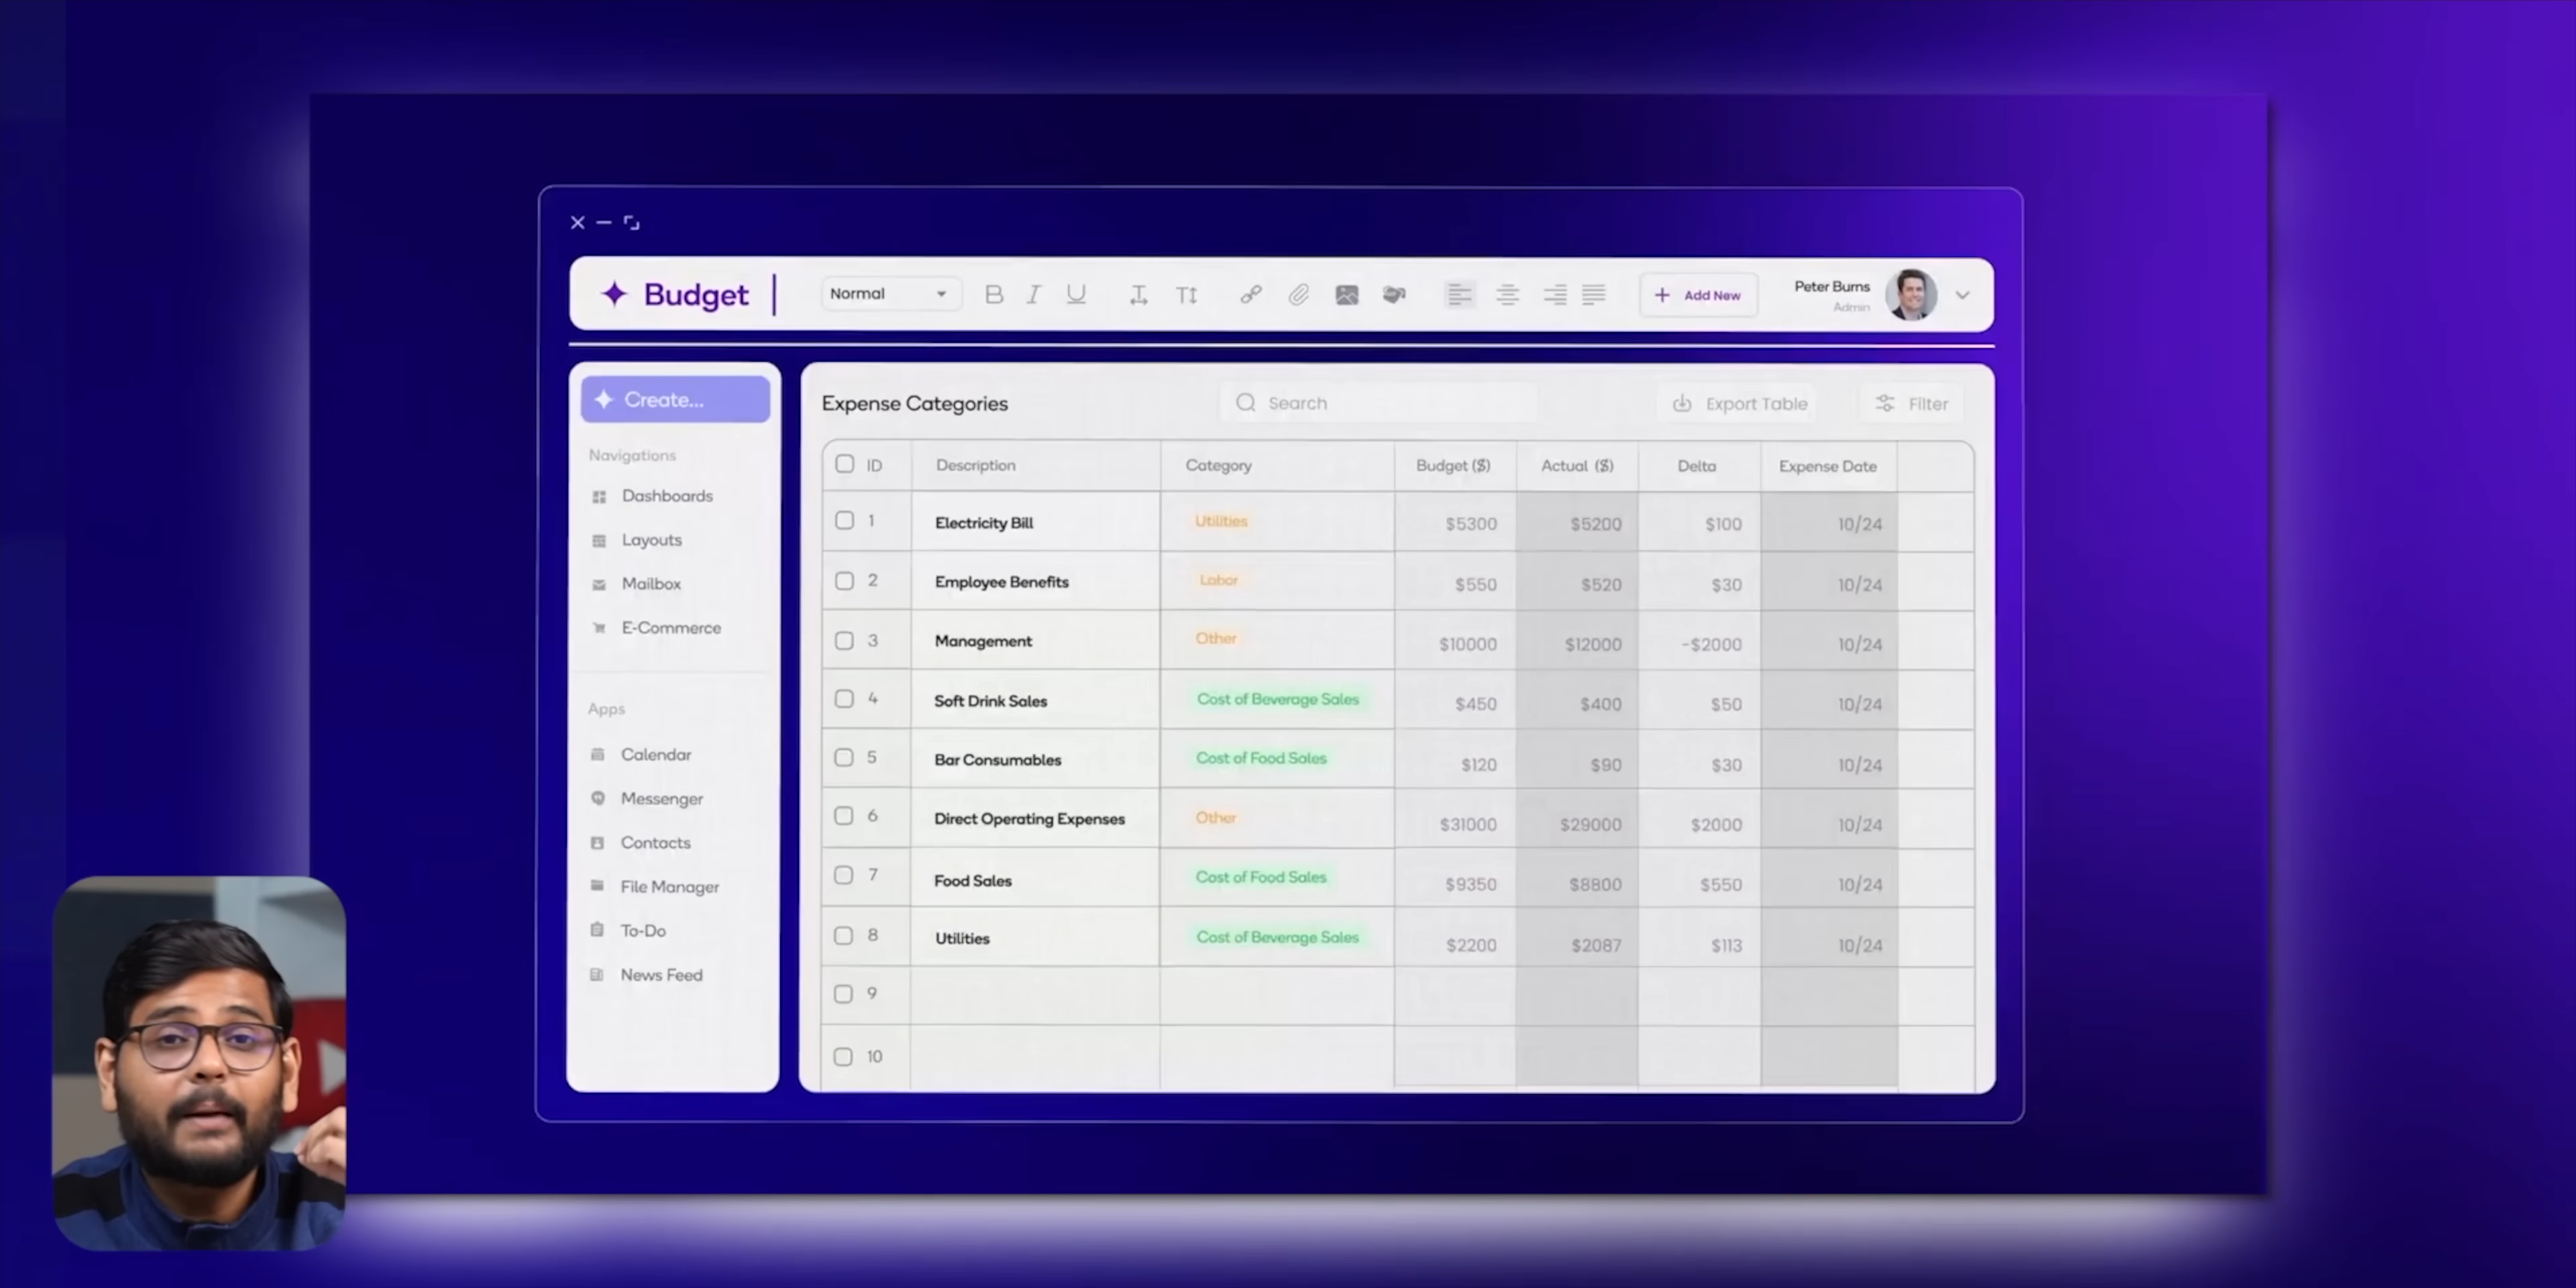 Budget
Normal
B I U
Add New
Peter Burns
Admin
Create...
Navigations
Dashboards
Layouts
Mailbox
E-Commerce
Apps
Calendar
Messenger
Contacts
File Manager
To-Do
News Feed
Expense Categories
Search
Export Table
Filter
ID Description Category Budget ($) Actual ($) Delta Expense Date
1 Electricity Bill Utilities $5300 $5200 $100 10/24
2 Employee Benefits Labor $550 $520 $30 10/24
3 Management Other $10000 $12000 -$2000 10/24
4 Soft Drink Sales Cost of Beverage Sales $450 $400 $50 10/24
5 Bar Consumables Cost of Food Sales $120 $90 $30 10/24
6 Direct Operating Expenses Other $31000 $29000 $2000 10/24
7 Food Sales Cost of Food Sales $9350 $8800 $550 10/24
8 Utilities Cost of Beverage Sales $2200 $2087 $113 10/24
9
10